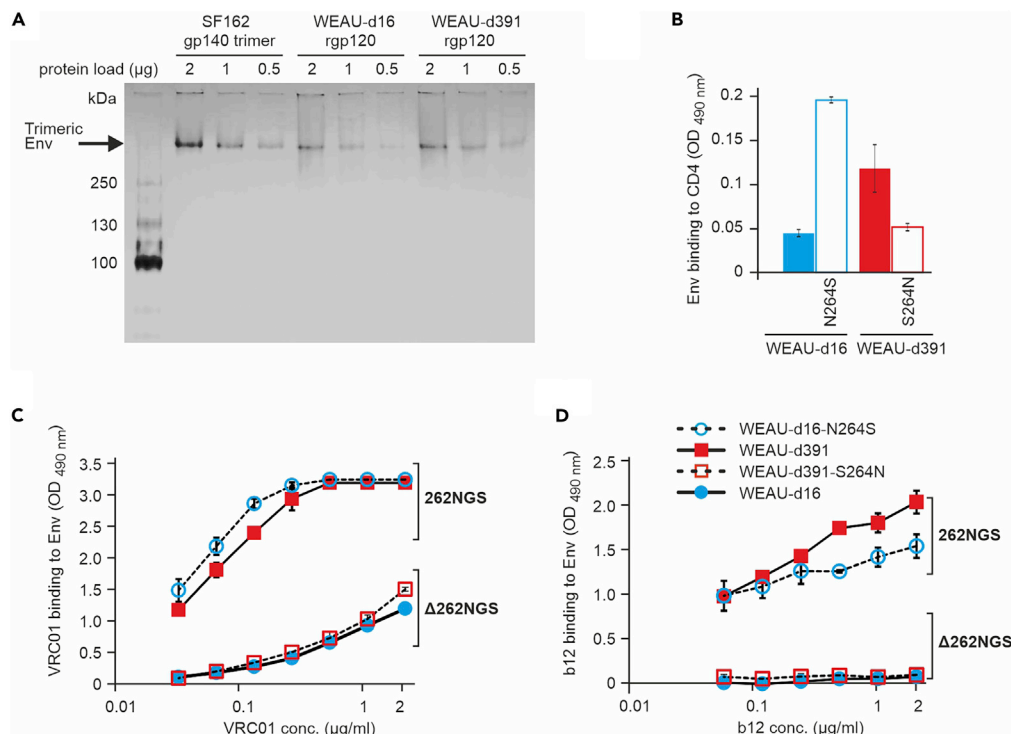 A
SF162 WEAU-d16 WEAU-d391
gp140 trimer rgp120 rgp120
protein load (µg) 2 1 0.5 2 1 0.5 2 1 0.5
kDa
Trimeric
Env
250
130
100
B
Env binding to CD4 (OD 490 nm)
0.2
0.15
0.1
0.05
0
N264S
S264N
WEAU-d16 WEAU-d391
C
VRC01 binding to Env (OD 490 nm)
3.5
3.0
2.5
2.0
1.5
1.0
0.5
0
262NGS
Δ262NGS
0.01 0.1 1 2
VRC01 conc. (µg/ml)
D
WEAU-d16-N264S
WEAU-d391
WEAU-d391-S264N
WEAU-d16
b12 binding to Env (OD 490 nm)
2.5
2.0
1.5
1.0
0.5
0
262NGS
Δ262NGS
0.01 0.1 1 2
b12 conc. (µg/ml)